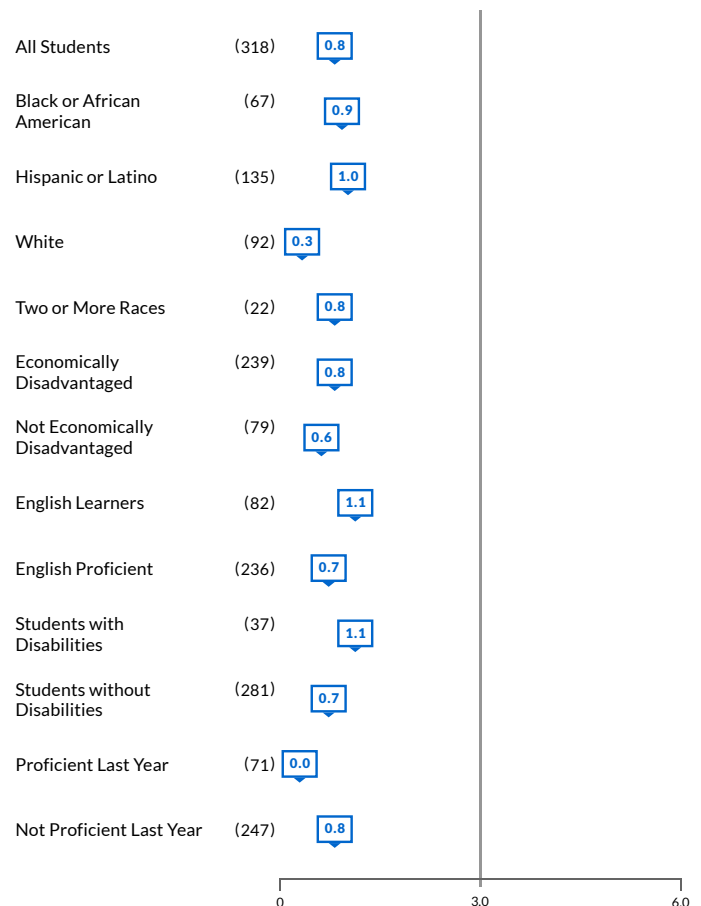 All Students (318) 0.8
Black or African (67)
American
0.9
Hispanic or Latino (135) 1.0
White (92) 0.3
Two or More Races (22) 0.8
Economically (239)
Disadvantaged
0.8
Not Economically (79)
Disadvantaged
0.6
English Learners (82) 1.1
English Proficient (236) 0.7
Students with (37)
Disabilities
1.1
Students without (281)
Disabilities
0.7
Proficient Last Year (71) 0.0
Not Proficient Last Year (247) 0.8
0 3.0 6.0